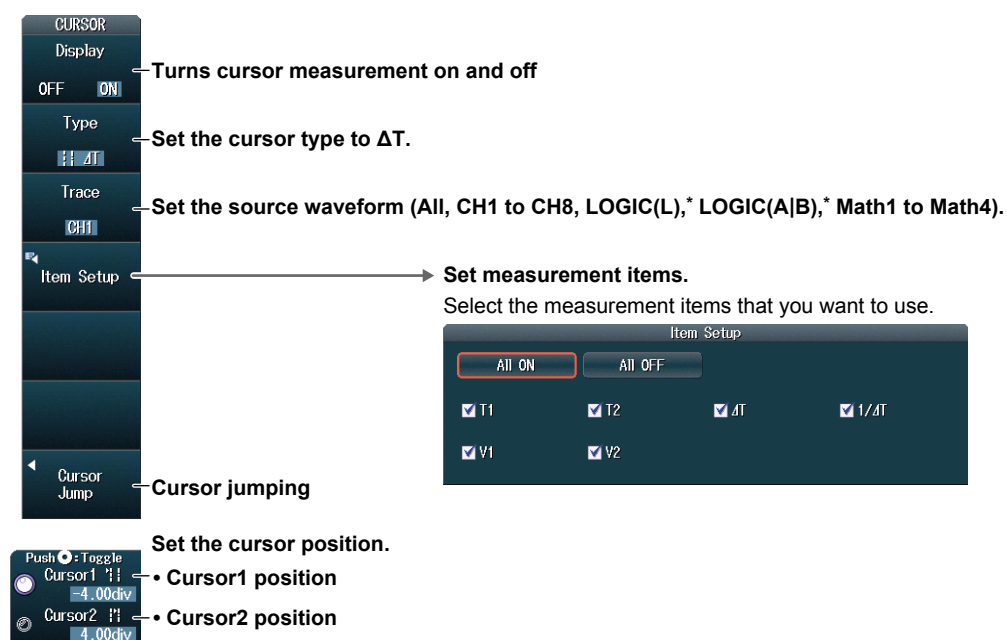 CURSOR
Display
OFF ON
Turns cursor measurement on and off
Type
ΔT
Set the cursor type to ΔT.
Trace
CH1
Set the source waveform (All, CH1 to CH8, LOGIC(L),* LOGIC(A|B),* Math1 to Math4).
Item Setup
Set measurement items.
Select the measurement items that you want to use.
Item Setup
All ON All OFF
T1 T2 ΔT 1/ΔT
V1 V2
Cursor
Jump
Cursor jumping
Set the cursor position.
Push : Toggle
Cursor1
-4.00div
• Cursor1 position
Cursor2
4.00div
• Cursor2 position